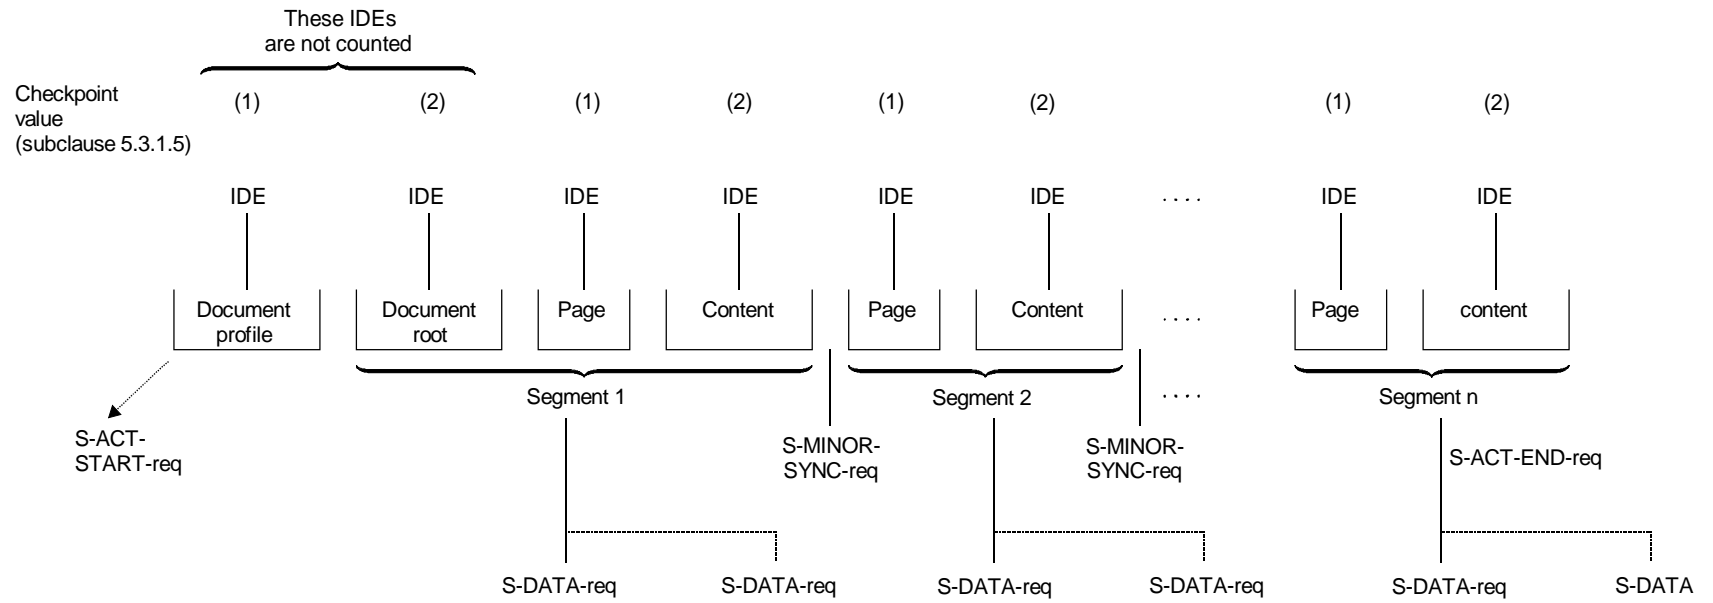 These IDEs
are not counted
Checkpoint
value
(subclause 5.3.1.5)
(1) (2) (1) (2) (1) (2) (1) (2)
IDE IDE IDE IDE IDE IDE . . . . IDE IDE
Document
profile
Document
root
Page
Content
Page
Content
. . . .
Page
content
Segment 1
Segment 2
. . . .
Segment n
S-ACT-
START-req
S-MINOR-
SYNC-req
S-MINOR-
SYNC-req
S-ACT-END-req
S-DATA-req S-DATA-req S-DATA-req S-DATA-req S-DATA-req S-DATA